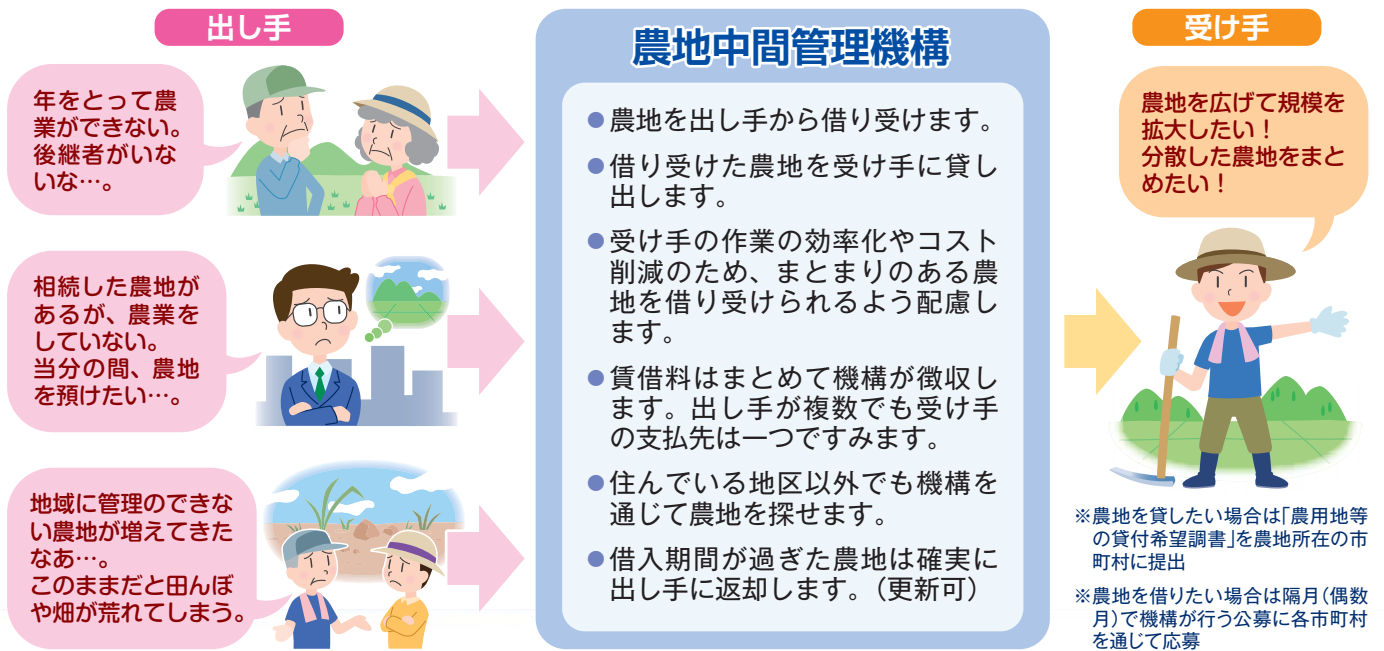 出し手
年をとって農
業ができない。
後継者がいな
いな…。
相続した農地が
あるが、農業を
していない。
当分の間、農地
を預けたい…。
地域に管理のできな
い農地が増えてきた
なあ…。
このままだと田んぼ
や畑が荒れてしまう。
農地中間管理機構
●農地を出し手から借り受けます。
●借り受けた農地を受け手に貸し
出します。
●受け手の作業の効率化やコスト
削減のため、まとまりのある農
地を借り受けられるよう配慮し
ます。
●賃借料はまとめて機構が徴収し
ます。出し手が複数でも受け手
の支払先は一つですみます。
●住んでいる地区以外でも機構を
通じて農地を探せます。
●借入期間が過ぎた農地は確実に
出し手に返却します。（更新可）
受け手
農地を広げて規模を
拡大したい！
分散した農地をまと
めたい！
※農地を貸したい場合は「農用地等
の貸付希望調書」を農地所在の市
町村に提出
※農地を借りたい場合は隔月（偶数
月）で機構が行う公募に各市町村
を通じて応募